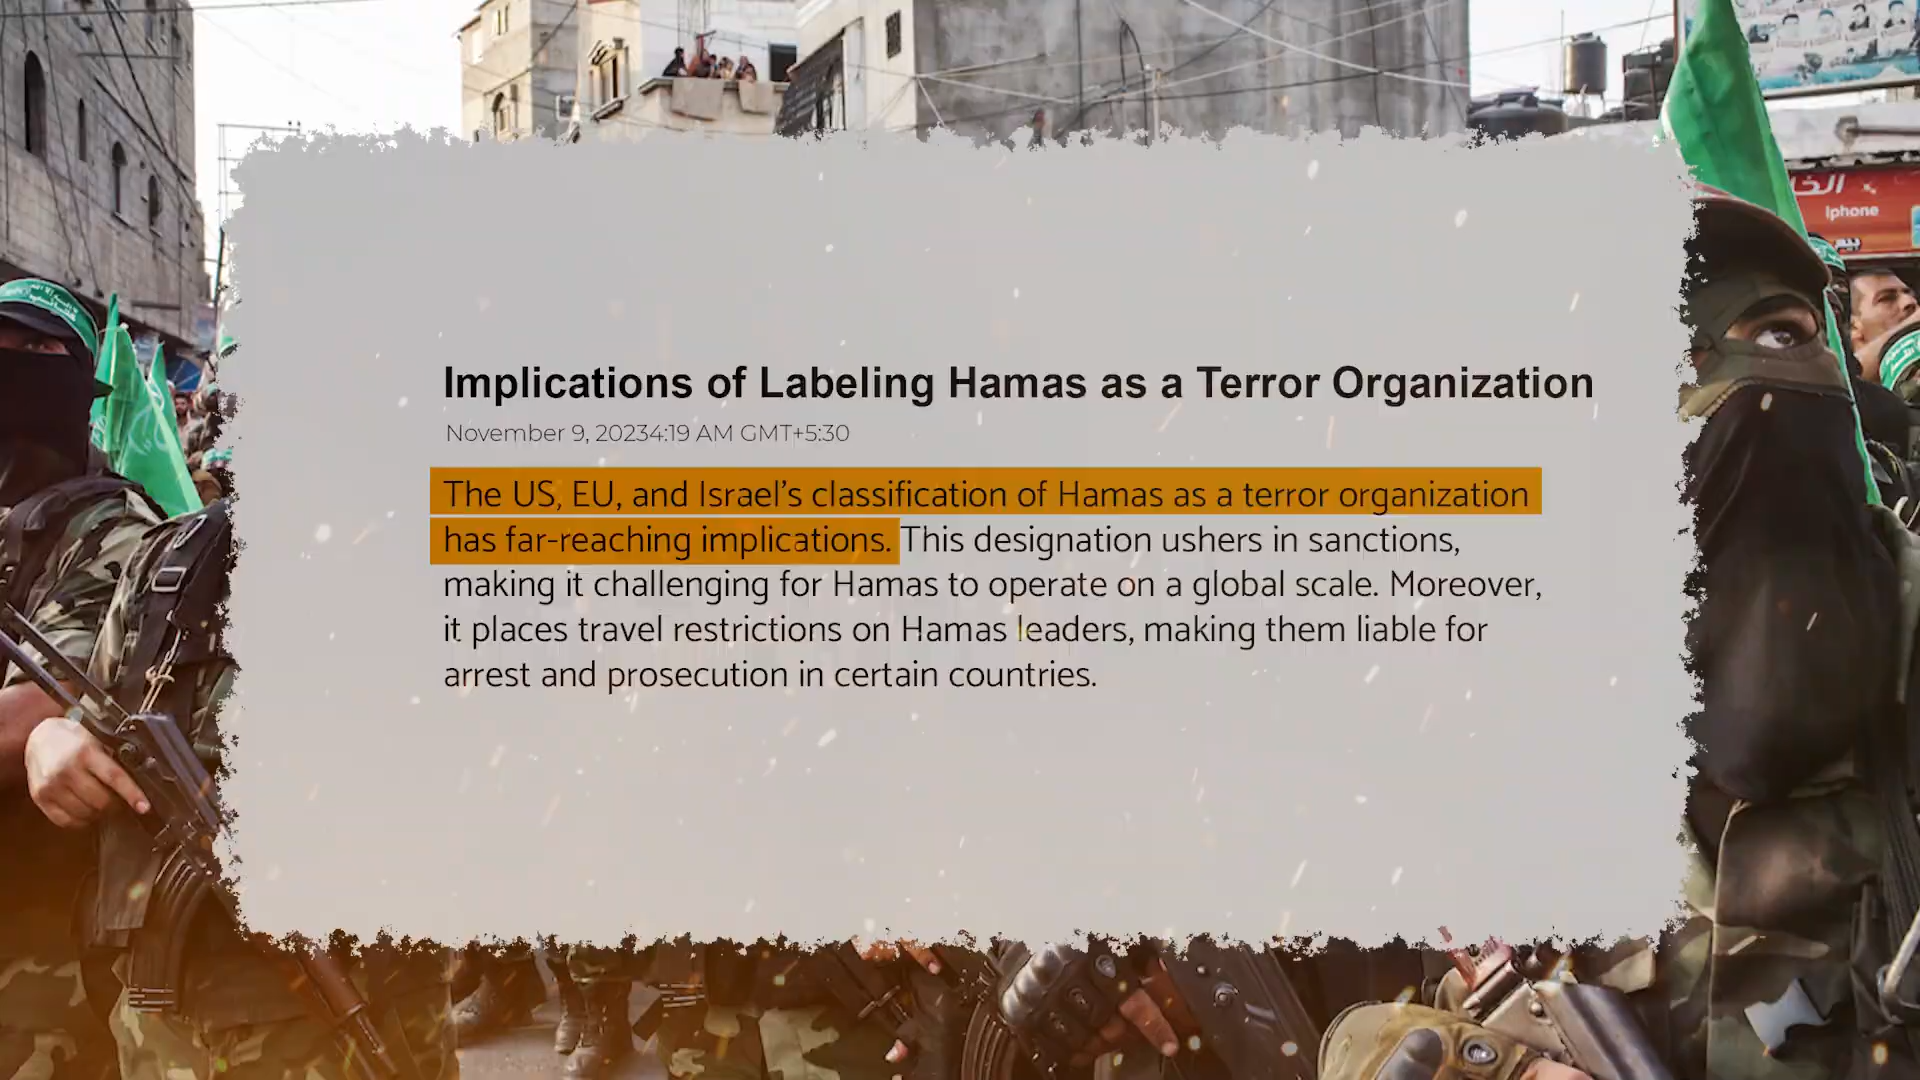 Implications of Labeling Hamas as a Terror Organization
November 9, 20234:19 AM GMT+5:30
The US, EU, and Israel's classification of Hamas as a terror organization
has far-reaching implications. This designation ushers in sanctions,
making it challenging for Hamas to operate on a global scale. Moreover,
it places travel restrictions on Hamas leaders, making them liable for
arrest and prosecution in certain countries.
Iphone